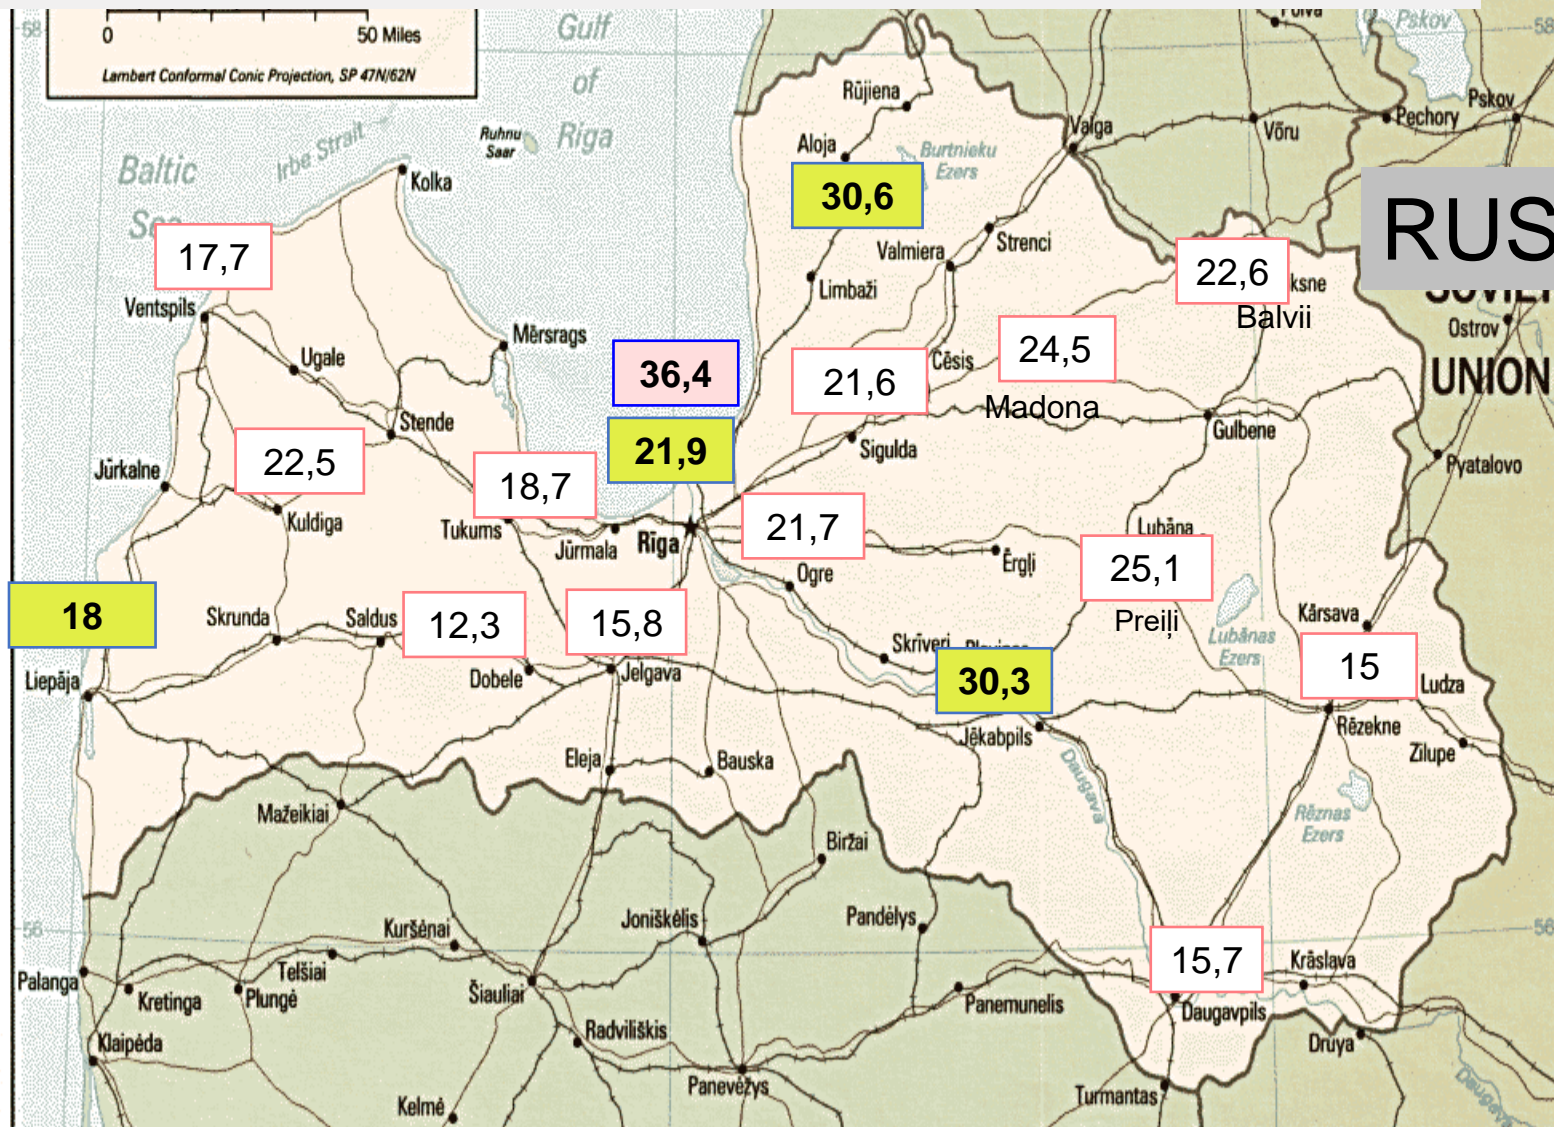 58
0
50 Miles
Lambert Conformal Conic Projection, SP 47N/62N
Gulf
of
Riga
Pskov
58
Rūjiena
Pskov
Pechory
Ruhnu
Saar
Valga
Võru
Irbe Strait
Aloja
Burtnieku
Ezers
Baltic
Kolka
30,6
RUS
Strenci
Valmiera
17,7
22,6
ksne
Limbaži
Balvii
Ventspils
Ostrov
Mērsrags
Ugale
36,4
21,6
Cēsis
24,5
UNION
Madona
Stende
21,9
Sigulda
Gulbene
22,5
Jūrkalne
18,7
Pyatalovo
Kuldiga
Tukums
Jūrmala
Rīga
21,7
Lubāna
Ērgļi
25,1
Ogre
18
Skrunda
Saldus
12,3
15,8
Preiļi
Kārsava
Lubānas
Ezers
Skrīveri
15
Liepāja
Dobele
Jelgava
30,3
Ludza
Jēkabpils
Rēzekne
Zilupe
Eleja
Bauska
Daugava
Mažeikiai
Rēznas
Ezers
Biržai
56
Kuršėnai
Joniškėlis
Pandėlys
56
Palanga
Telšiai
15,7
Krāslava
Kretinga
Plungė
Šiauliai
Panemunelis
Daugavpils
Klaipėda
Radviliškis
Druya
Panevėžys
Turmantas
Kelmė
Daugava